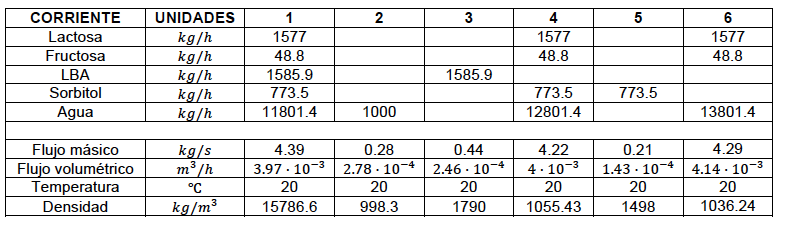 CORRIENTE UNIDADES 1 2 3 4 5 6
Lactosa kg/h 1577 1577 1577
Fructosa kg/h 48.8 48.8 48.8
LBA kg/h 1585.9 1585.9
Sorbitol kg/h 773.5 773.5 773.5
Agua kg/h 11801.4 1000 12801.4 13801.4
Flujo másico kg/s 4.39 0.28 0.44 4.22 0.21 4.29
Flujo volumétrico m³/h 3.97 · 10⁻³ 2.78 · 10⁻⁴ 2.46 · 10⁻⁴ 4 · 10⁻³ 1.43 · 10⁻⁴ 4.14 · 10⁻³
Temperatura °C 20 20 20 20 20 20
Densidad kg/m³ 15786.6 998.3 1790 1055.43 1498 1036.24